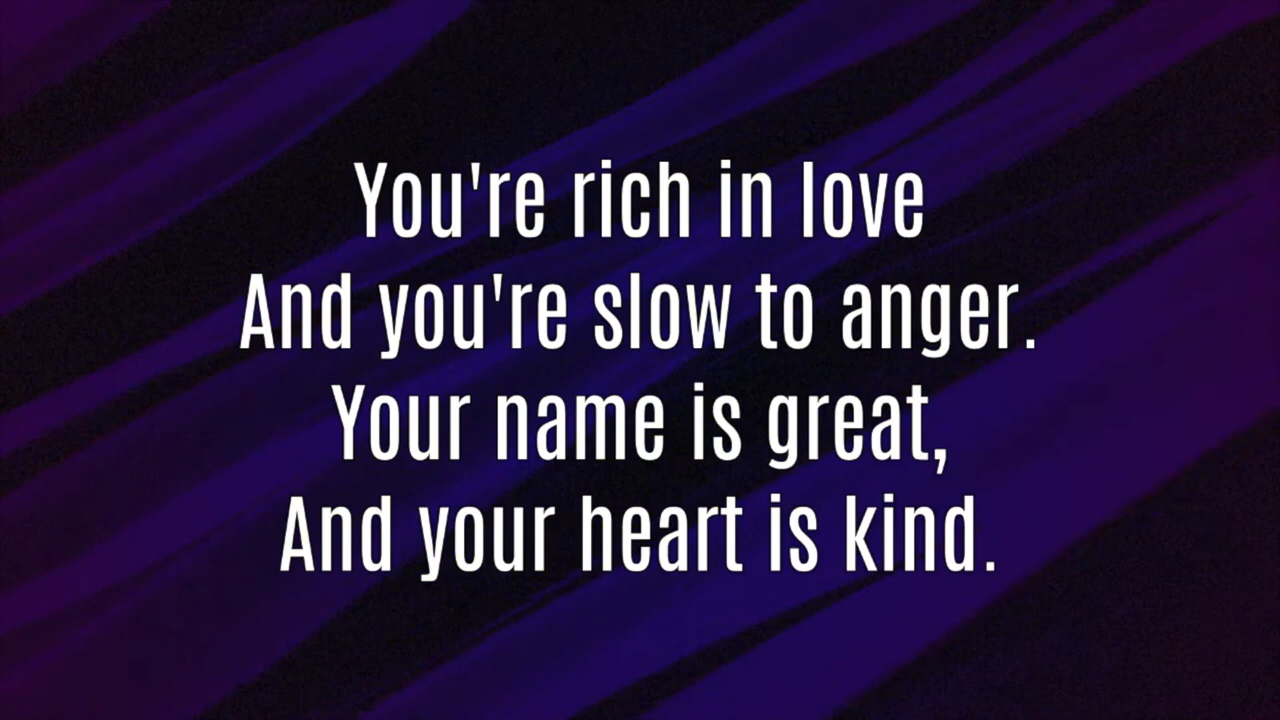 You're rich in love
And you're slow to anger.
Your name is great,
And your heart is kind.